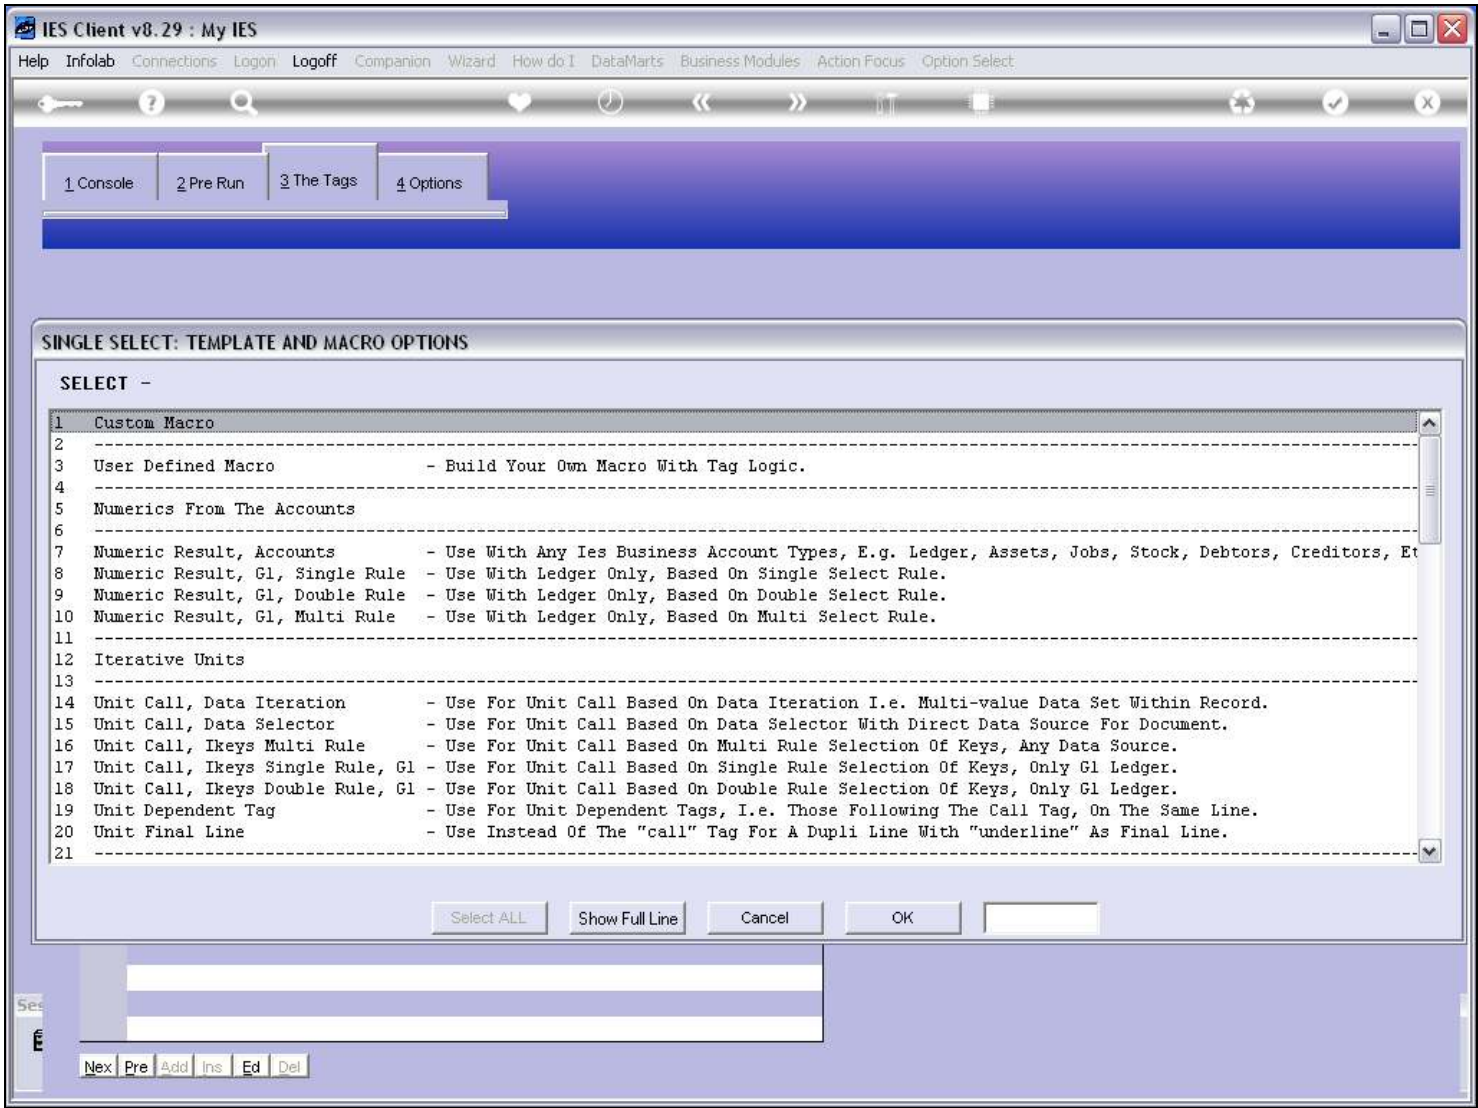 IES Client v8.29 : My IES
Help Infolab Connections Logon Logoff Companion Wizard How do I DataMarts Business Modules Action Focus Option Select
1 Console 2 Pre Run 3 The Tags 4 Options
SINGLE SELECT: TEMPLATE AND MACRO OPTIONS
SELECT -
1 Custom Macro
2 ------------------------------------------------------------
3 User Defined Macro - Build Your Own Macro With Tag Logic.
4 ------------------------------------------------------------
5 Numerics From The Accounts
6 ------------------------------------------------------------
7 Numeric Result, Accounts - Use With Any Ies Business Account Types, E.g. Ledger, Assets, Jobs, Stock, Debtors, Creditors, Et
8 Numeric Result, Gl, Single Rule - Use With Ledger Only, Based On Single Select Rule.
9 Numeric Result, Gl, Double Rule - Use With Ledger Only, Based On Double Select Rule.
10 Numeric Result, Gl, Multi Rule - Use With Ledger Only, Based On Multi Select Rule.
11 ------------------------------------------------------------
12 Iterative Units
13 ------------------------------------------------------------
14 Unit Call, Data Iteration - Use For Unit Call Based On Data Iteration I.e. Multi-value Data Set Within Record.
15 Unit Call, Data Selector - Use For Unit Call Based On Data Selector With Direct Data Source For Document.
16 Unit Call, Ikeys Multi Rule - Use For Unit Call Based On Multi Rule Selection Of Keys, Any Data Source.
17 Unit Call, Ikeys Single Rule, Gl - Use For Unit Call Based On Single Rule Selection Of Keys, Only Gl Ledger.
18 Unit Call, Ikeys Double Rule, Gl - Use For Unit Call Based On Double Rule Selection Of Keys, Only Gl Ledger.
19 Unit Dependent Tag - Use For Unit Dependent Tags, I.e. Those Following The Call Tag, On The Same Line.
20 Unit Final Line - Use Instead Of The "call" Tag For A Dupli Line With "underline" As Final Line.
21 ------------------------------------------------------------
Select ALL Show Full Line Cancel OK
Ses
Nex Pre Add Ins Ed Del